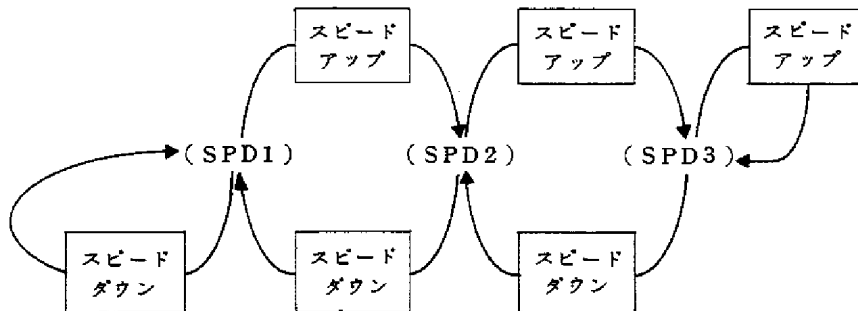 スピード
アップ
スピード
アップ
スピード
アップ
(SPD1)
(SPD2)
(SPD3)
スピード
ダウン
スピード
ダウン
スピード
ダウン